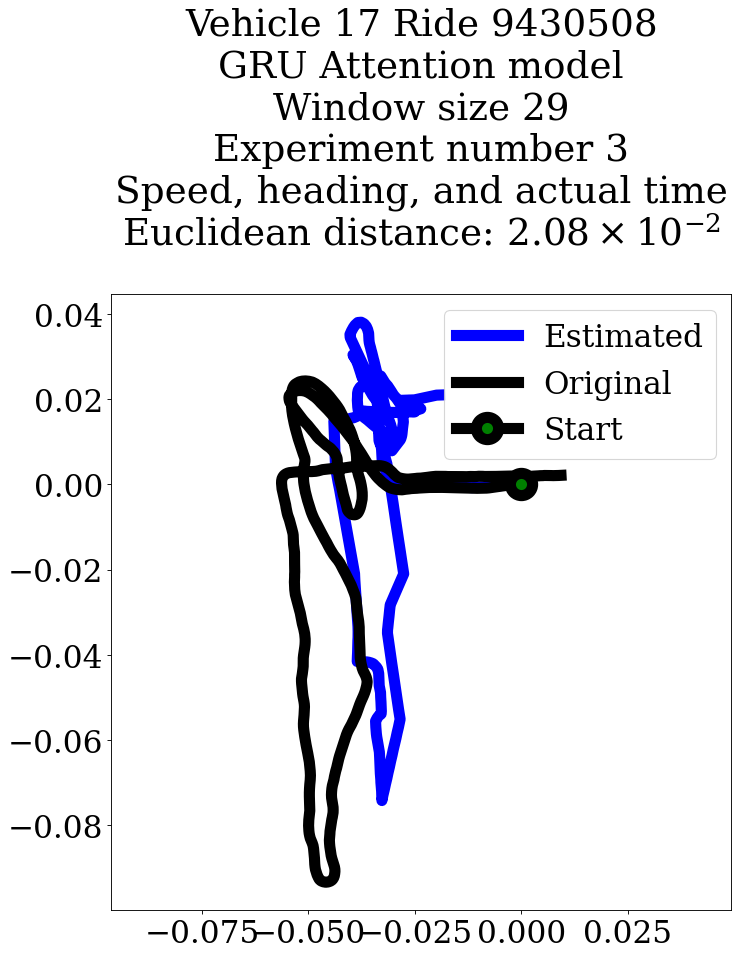 Vehicle 17 Ride 9430508
GRU Attention model
Window size 29
Experiment number 3
Speed, heading, and actual time
Euclidean distance: 2.08 × 10⁻²
Estimated
Original
Start
0.04
0.02
0.00
−0.02
−0.04
−0.06
−0.08
−0.075 −0.050 −0.025 0.000 0.025